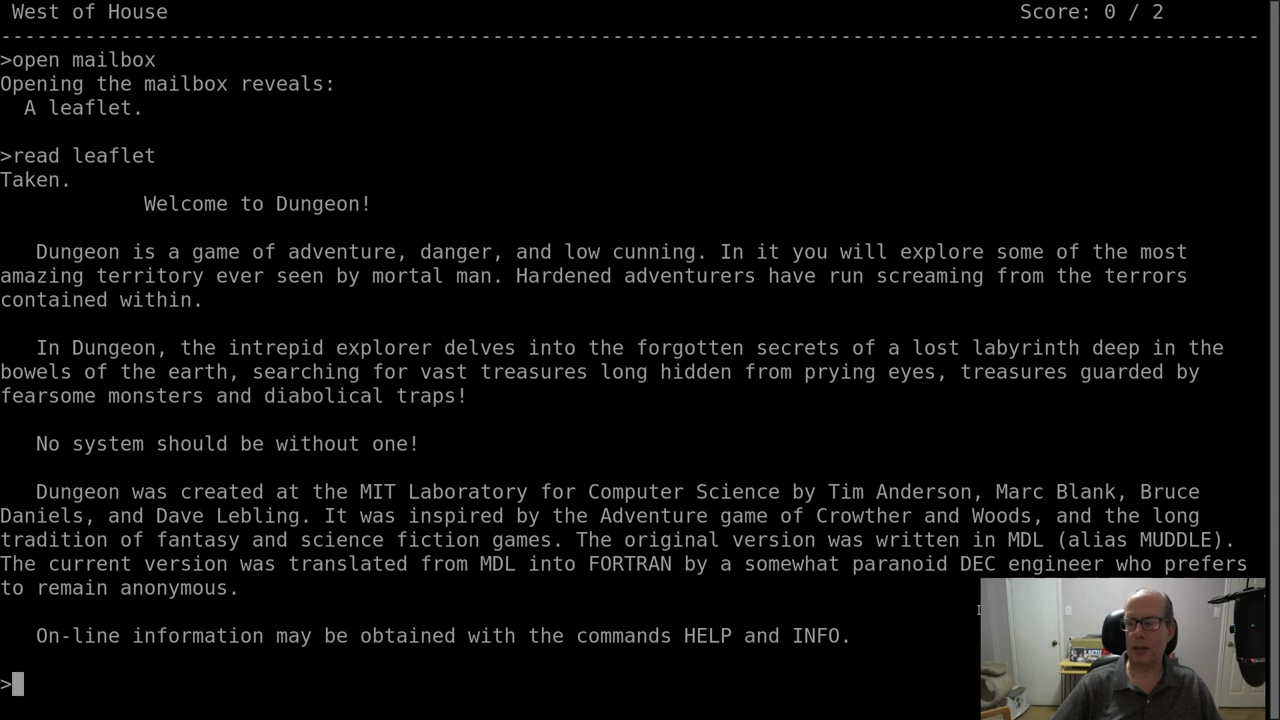 West of House Score: 0 / 2
>open mailbox
Opening the mailbox reveals:
A leaflet.
>read leaflet
Taken.
Welcome to Dungeon!
Dungeon is a game of adventure, danger, and low cunning. In it you will explore some of the most
amazing territory ever seen by mortal man. Hardened adventurers have run screaming from the terrors
contained within.
In Dungeon, the intrepid explorer delves into the forgotten secrets of a lost labyrinth deep in the
bowels of the earth, searching for vast treasures long hidden from prying eyes, treasures guarded by
fearsome monsters and diabolical traps!
No system should be without one!
Dungeon was created at the MIT Laboratory for Computer Science by Tim Anderson, Marc Blank, Bruce
Daniels, and Dave Lebling. It was inspired by the Adventure game of Crowther and Woods, and the long
tradition of fantasy and science fiction games. The original version was written in MDL (alias MUDDLE).
The current version was translated from MDL into FORTRAN by a somewhat paranoid DEC engineer who prefers
to remain anonymous.
On-line information may be obtained with the commands HELP and INFO.
>